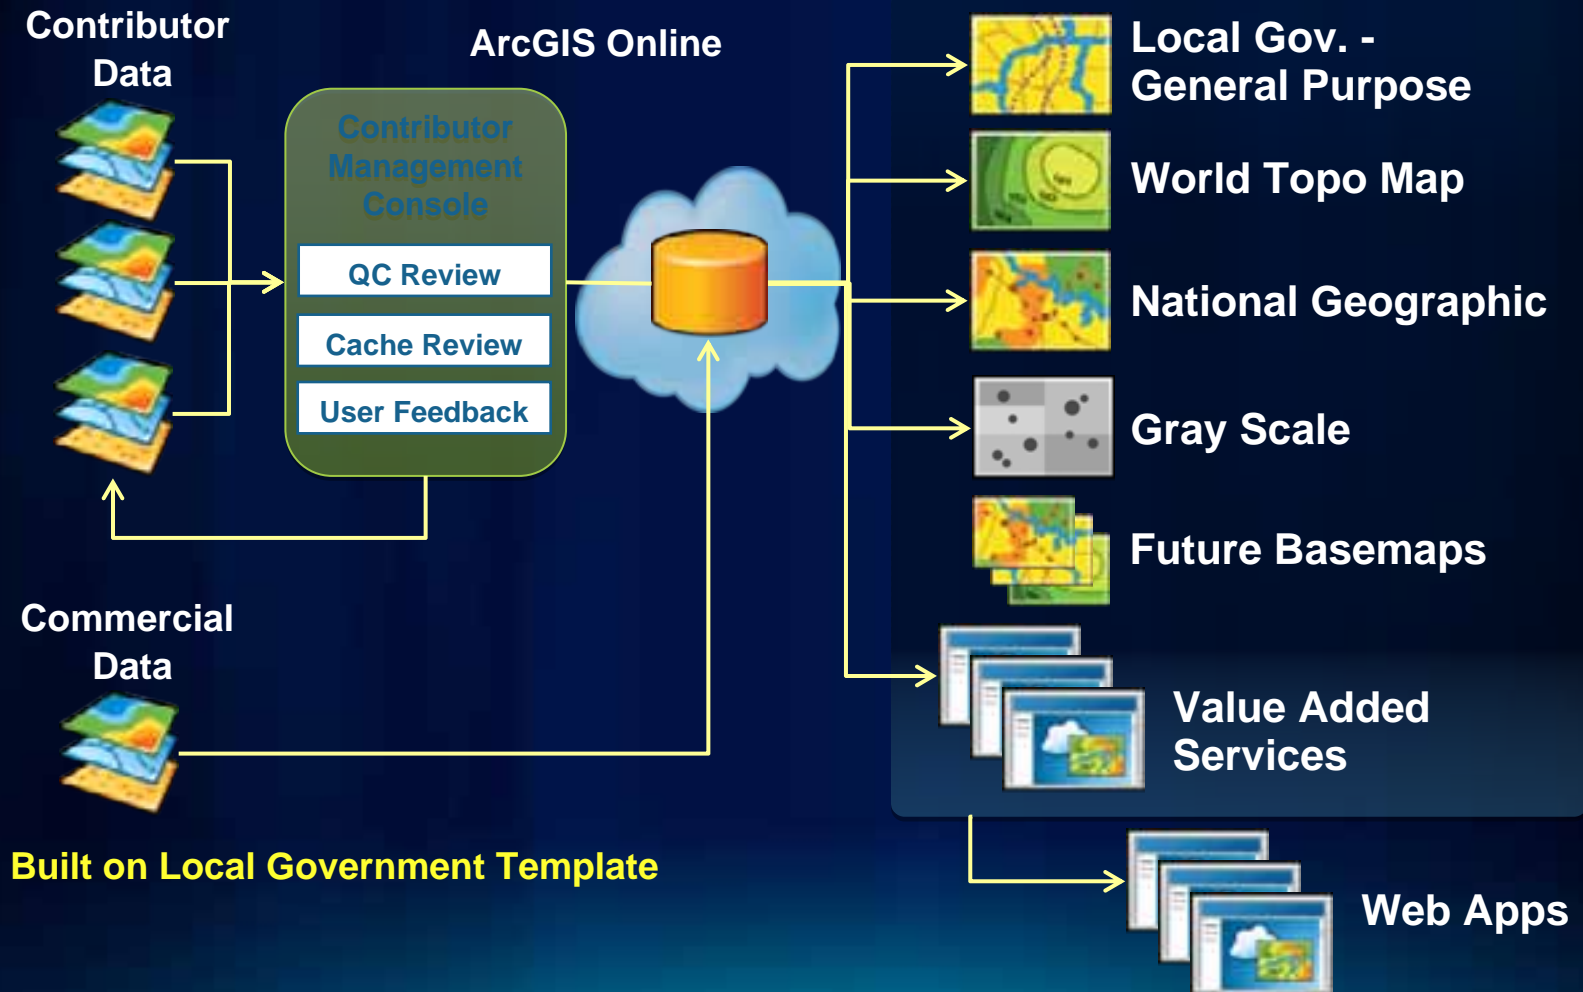 Contributor
Data
ArcGIS Online
Contributor
Management
Console
QC Review
Cache Review
User Feedback
Commercial
Data
Built on Local Government Template
Local Gov. -
General Purpose
World Topo Map
National Geographic
Gray Scale
Future Basemaps
Value Added
Services
Web Apps